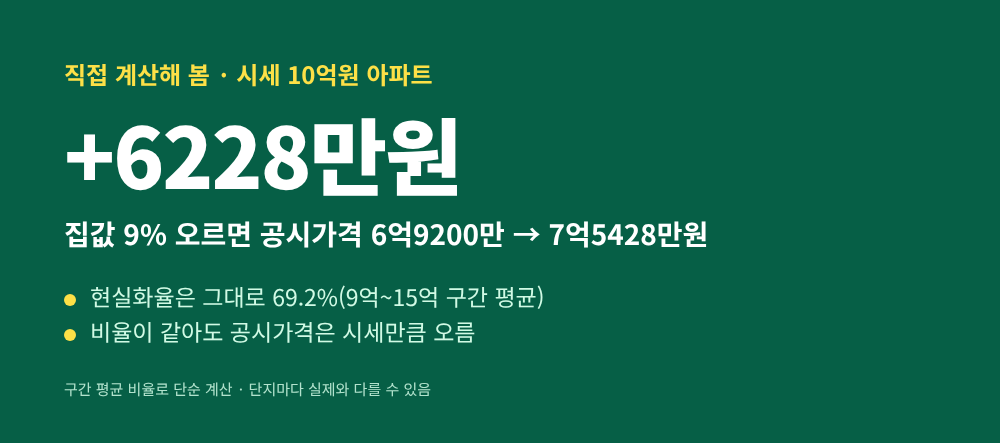 직접 계산해 봄 · 시세 10억원 아파트
+6228만원
집값 9% 오르면 공시가격 6억9200만 → 7억5428만원
현실화율은 그대로 69.2%(9억~15억 구간 평균)
비율이 같아도 공시가격은 시세만큼 오름
구간 평균 비율로 단순 계산 · 단지마다 실제와 다를 수 있음